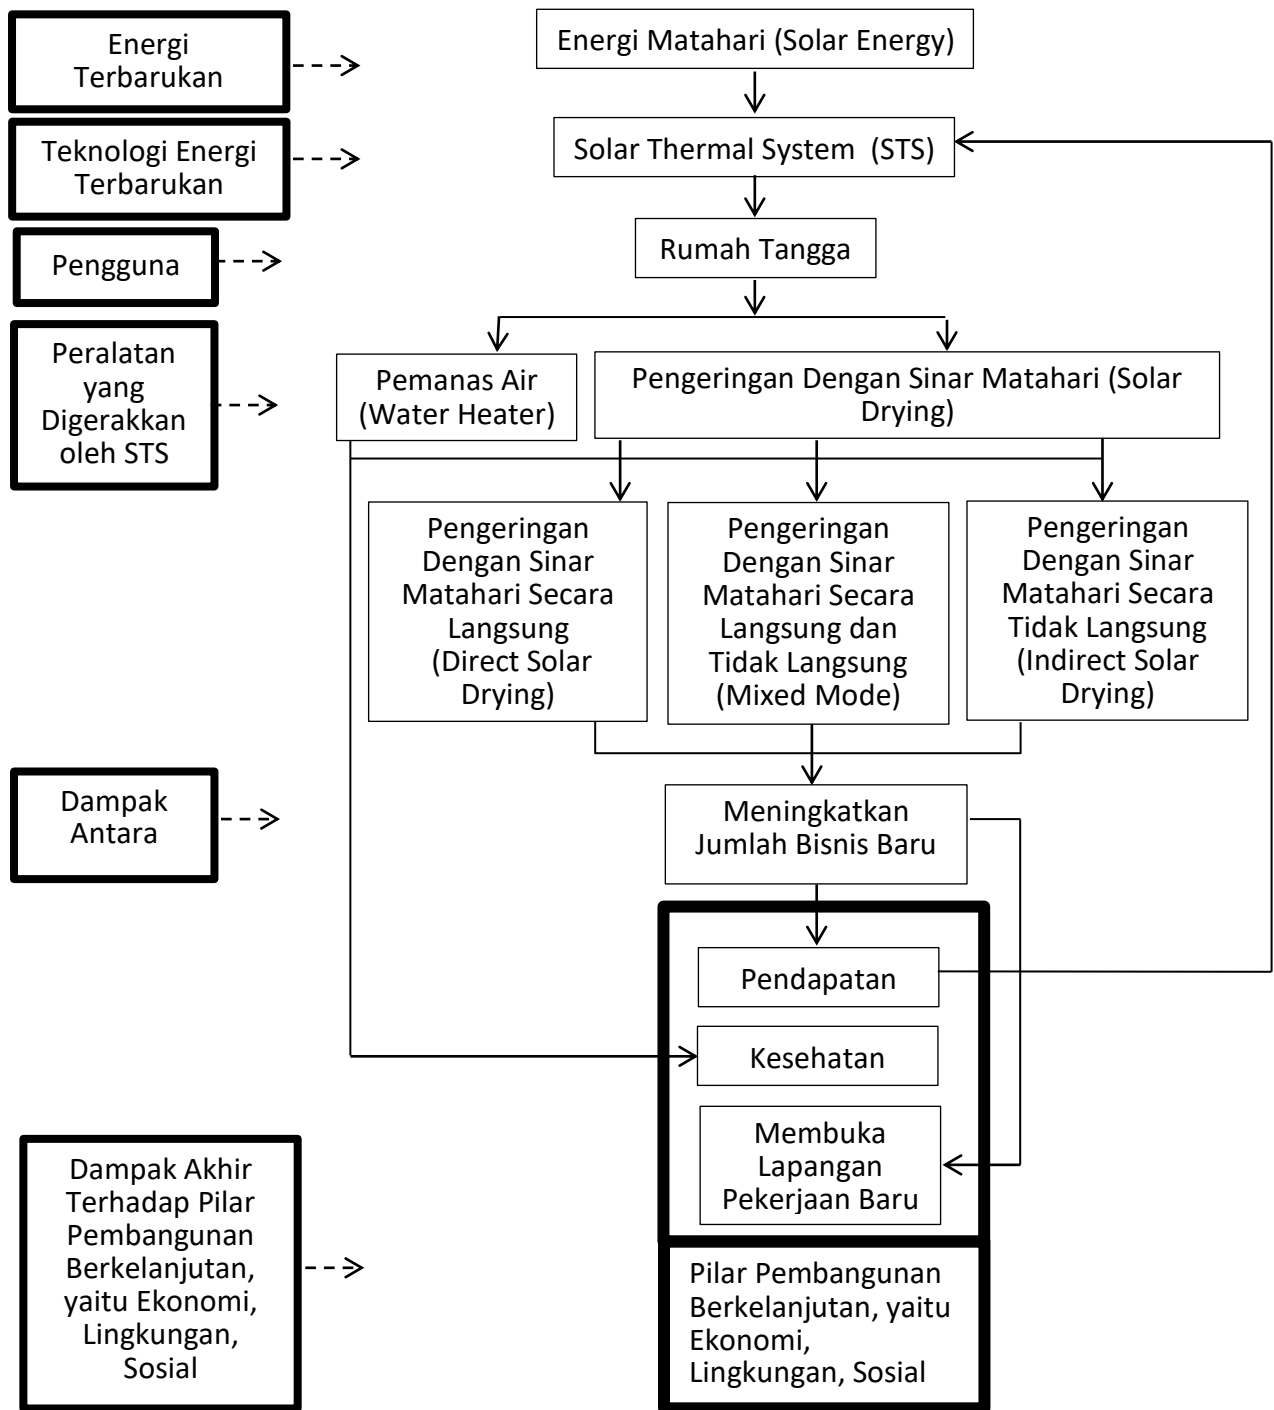 Energi
Terbarukan
Energi Matahari (Solar Energy)
Teknologi Energi
Terbarukan
Solar Thermal System  (STS)
Pengguna
Rumah Tangga
Peralatan
yang
Digerakkan
oleh STS
Pemanas Air
(Water Heater)
Pengeringan Dengan Sinar Matahari (Solar
Drying)
Pengeringan
Dengan Sinar
Matahari Secara
Langsung
(Direct Solar
Drying)
Pengeringan
Dengan Sinar
Matahari Secara
Langsung dan
Tidak Langsung
(Mixed Mode)
Pengeringan
Dengan Sinar
Matahari Secara
Tidak Langsung
(Indirect Solar
Drying)
Dampak
Antara
Meningkatkan
Jumlah Bisnis Baru
Pendapatan
Kesehatan
Membuka
Lapangan
Pekerjaan Baru
Dampak Akhir
Terhadap Pilar
Pembangunan
Berkelanjutan,
yaitu Ekonomi,
Lingkungan,
Sosial
Pilar Pembangunan
Berkelanjutan, yaitu
Ekonomi,
Lingkungan, Sosial